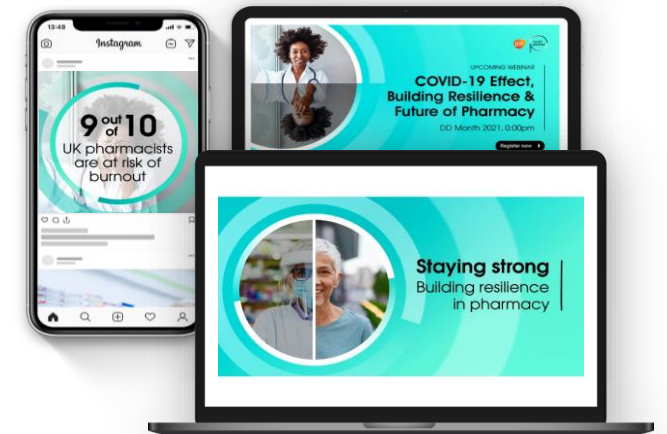 13:48
Instagram
9 out of 10
UK pharmacists
are at risk of
burnout
gsk
UPCOMING WEBINAR
COVID-19 Effect,
Building Resilience &
Future of Pharmacy
DD Month 2021, 0:00pm
Register now
Staying strong
Building resilience
in pharmacy